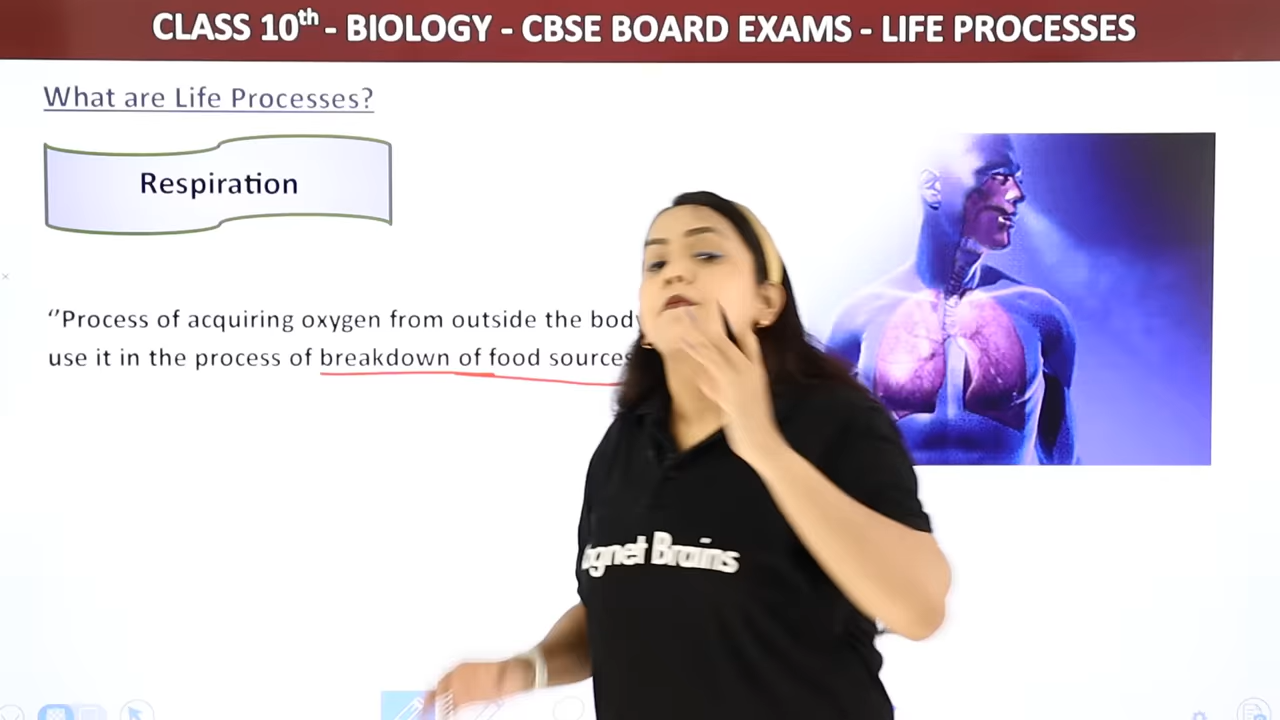 CLASS 10th - BIOLOGY - CBSE BOARD EXAMS - LIFE PROCESSES
What are Life Processes?
Respiration
“Process of acquiring oxygen from outside the body
use it in the process of breakdown of food sources
Brains